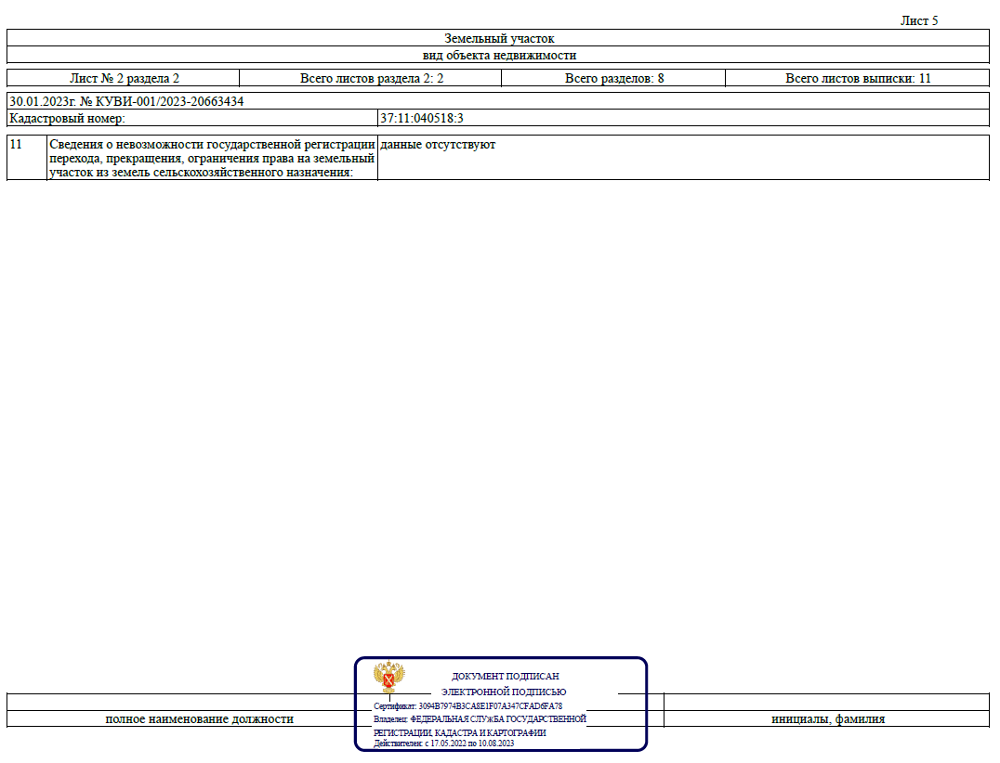 Лист 5
Земельный участок
вид объекта недвижимости
Лист № 2 раздела 2 Всего листов раздела 2: 2 Всего разделов: 8 Всего листов выписки: 11
30.01.2023г. № КУВИ-001/2023-20663434
Кадастровый номер: 37:11:040518:3
11 Сведения о невозможности государственной регистрации данные отсутствуют
перехода, прекращения, ограничения права на земельный
участок из земель сельскохозяйственного назначения:
ДОКУМЕНТ ПОДПИСАН
ЭЛЕКТРОННОЙ ПОДПИСЬЮ
Сертификат: 3094B7974B3CA8E1F07A347CFAD6FA78
полное наименование должности Владелец: ФЕДЕРАЛЬНАЯ СЛУЖБА ГОСУДАРСТВЕННОЙ инициалы, фамилия
РЕГИСТРАЦИИ, КАДАСТРА И КАРТОГРАФИИ
Действителен: с 17.05.2022 по 10.08.2023